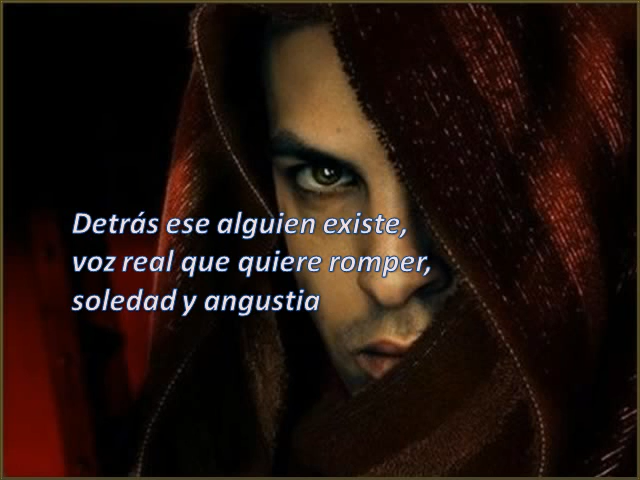 Detrás ese alguien existe,
voz real que quiere romper,
soledad y angustia